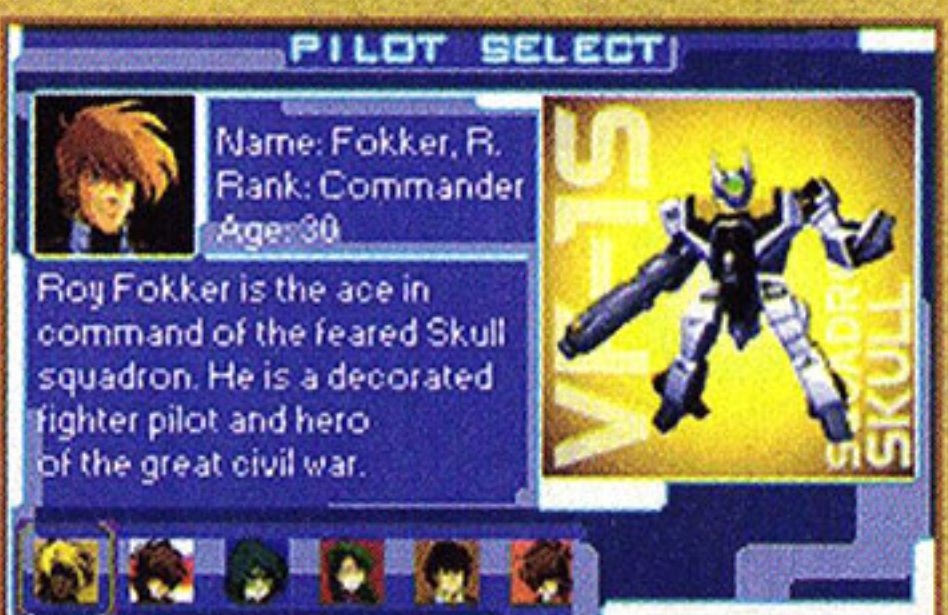 PILOT SELECT
Name: Fokker, R.
Rank: Commander
Age: 30
Roy Fokker is the ace in
command of the feared Skull
squadron. He is a decorated
fighter pilot and hero
of the great civil war.
VF-1S
SKULL